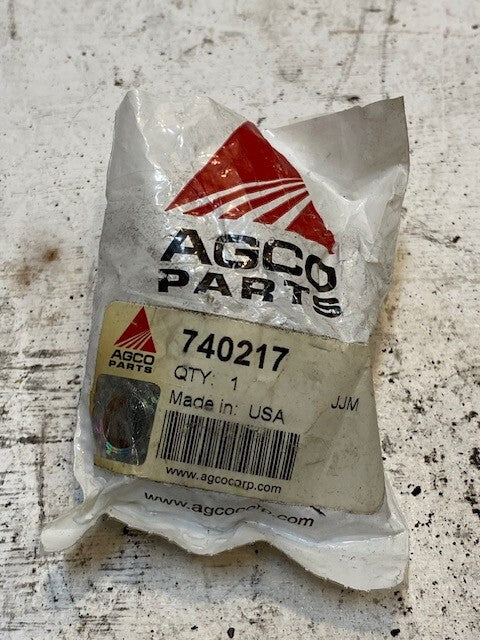 AGCO
PARTS
AGCO
PARTS
740217
QTY: 1
Made in: USA
JJM
www.agcocorp.com
www.agcocorp.com